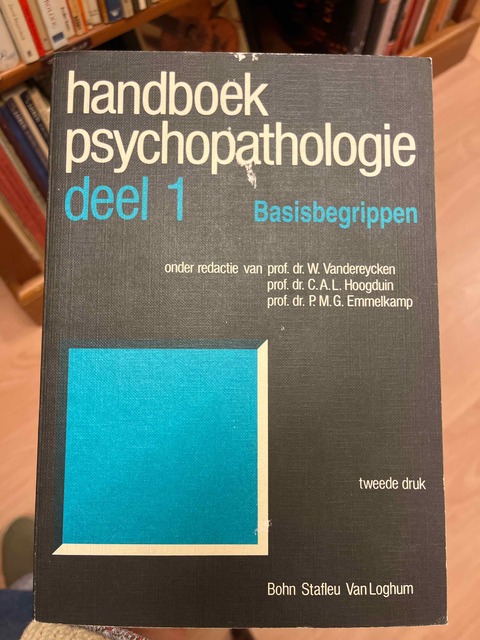 handboek
psychopathologie
deel 1 Basisbegrippen
onder redactie van prof. dr. W. Vandereycken
prof. dr. C.A.L. Hoogduin
prof. dr. P.M.G. Emmelkamp
tweede druk
Bohn Stafleu Van Loghum